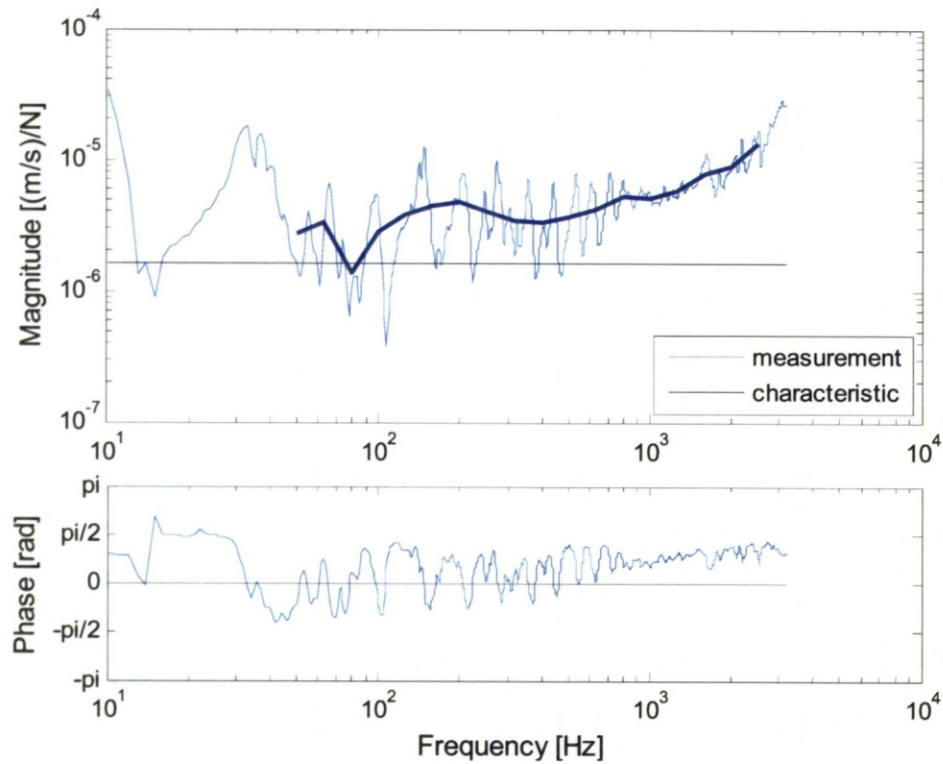 Magnitude [(m/s)/N]
10^-4
10^-5
10^-6
10^-7
measurement
characteristic
10^1
10^2
10^3
10^4
Phase [rad]
pi
pi/2
0
-pi/2
-pi
10^1
10^2
10^3
10^4
Frequency [Hz]